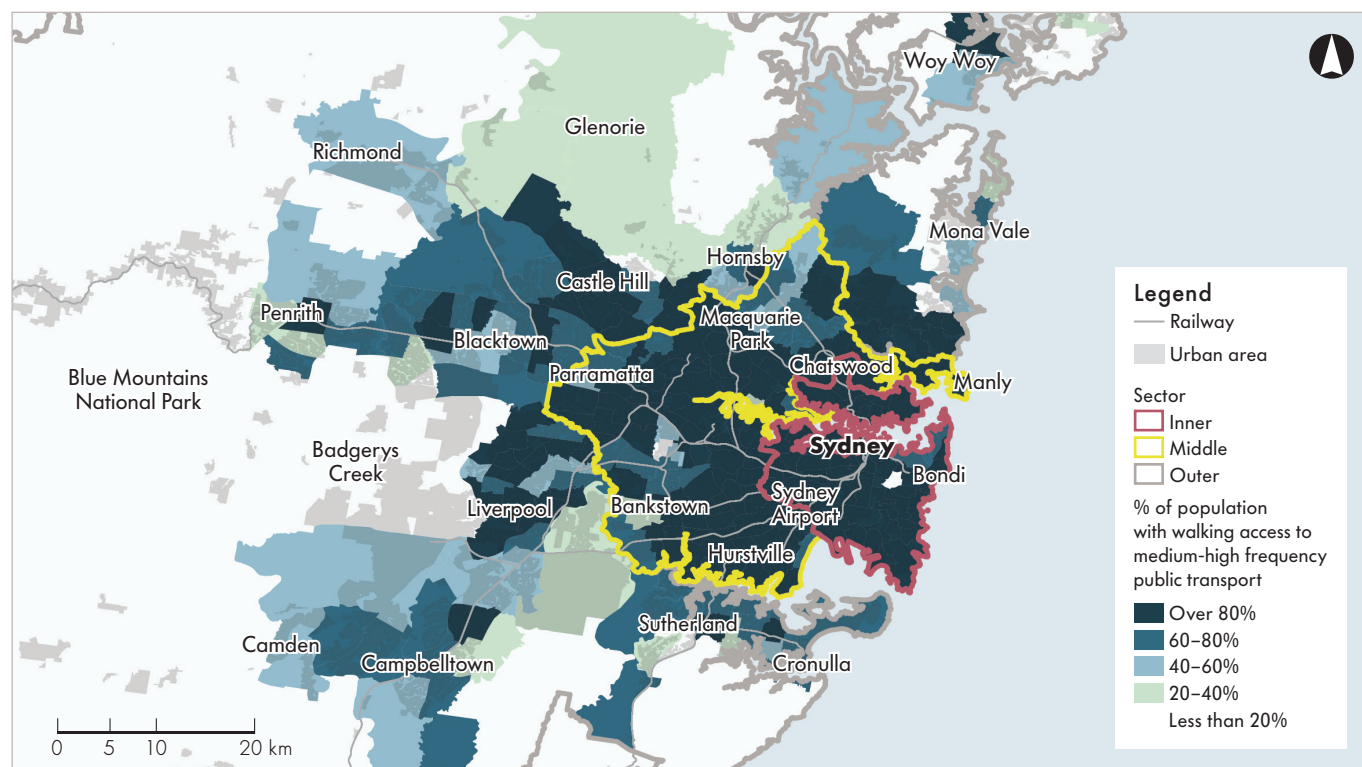 Woy Woy
Glenorie
Richmond
Mona Vale
Hornsby
Castle Hill
Penrith
Macquarie
Park
Blacktown
Chatswood
Parramatta
Manly
Blue Mountains
National Park
Sydney
Badgerys
Creek
Bondi
Liverpool
Bankstown
Sydney
Airport
Hurstville
Sutherland
Camden
Campbelltown
Cronulla
0 5 10 20 km
Legend
Railway
Urban area
Sector
Inner
Middle
Outer
% of population
with walking access to
medium-high frequency
public transport
Over 80%
60–80%
40–60%
20–40%
Less than 20%